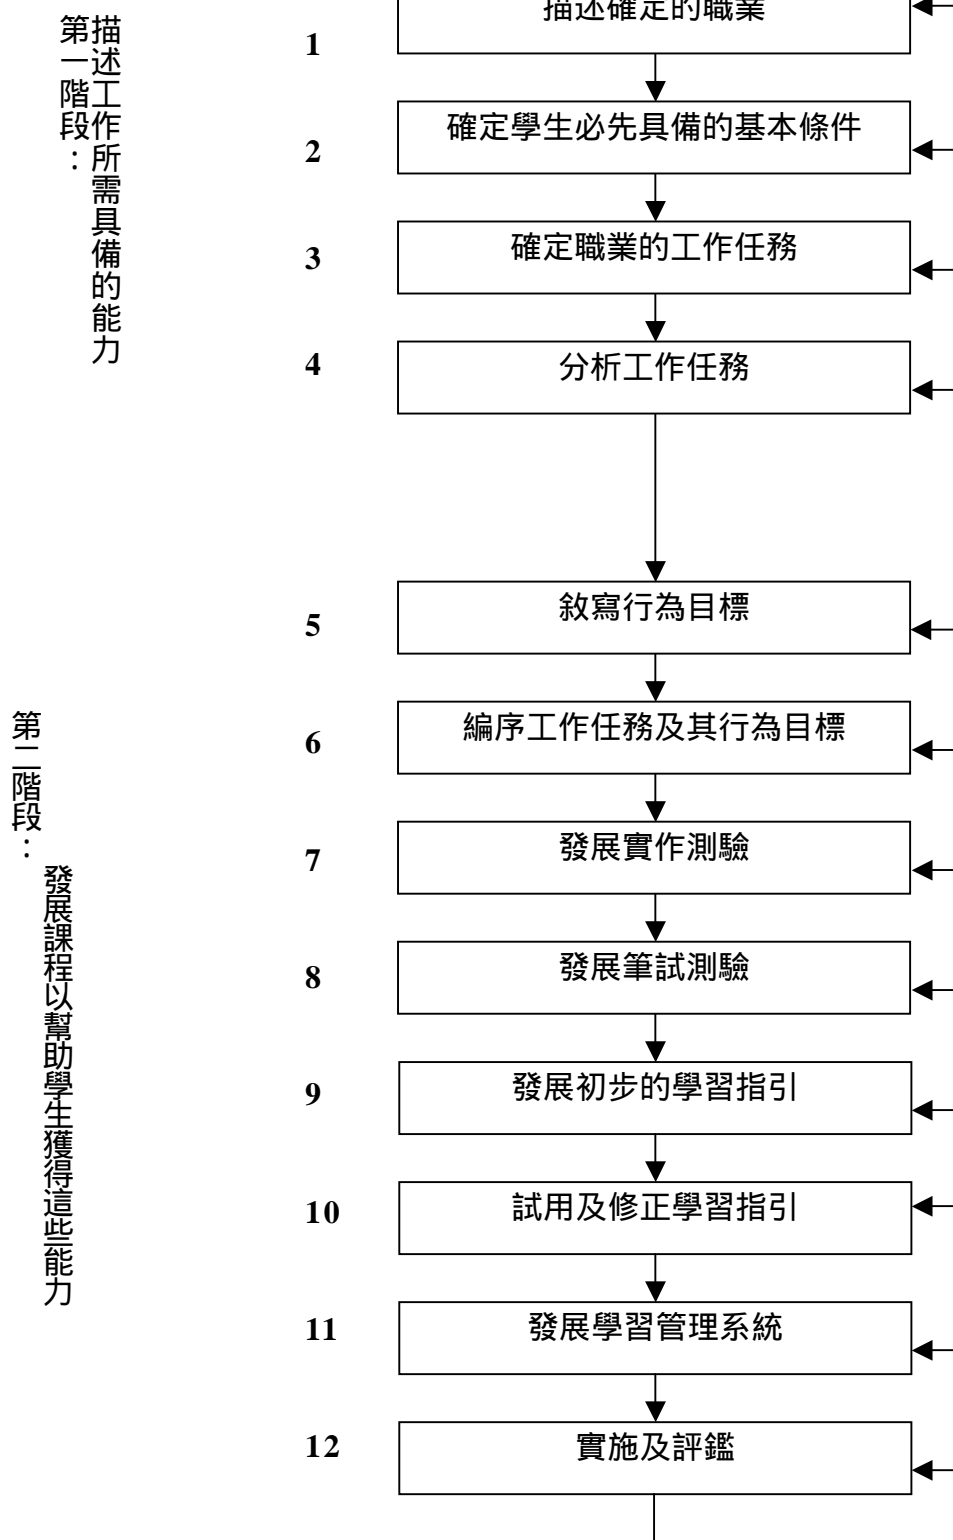 第一階段：
描述工作所需具備的能力
1
描述確定的職業
2
確定學生必先具備的基本條件
3
確定職業的工作任務
4
分析工作任務
第二階段：
發展課程以幫助學生獲得這些能力
5
敘寫行為目標
6
編序工作任務及其行為目標
7
發展實作測驗
8
發展筆試測驗
9
發展初步的學習指引
10
試用及修正學習指引
11
發展學習管理系統
12
實施及評鑑